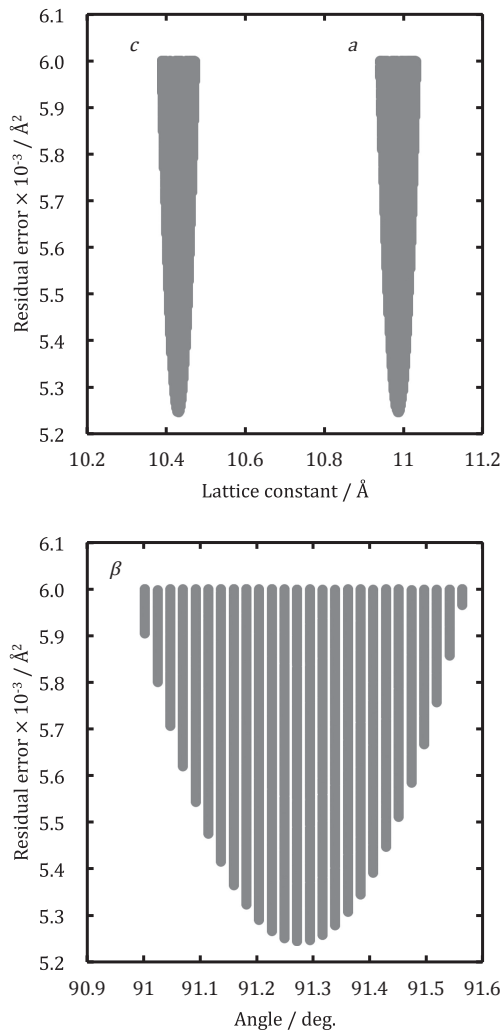 6.1
c a
6.0
5.9
5.8
5.7
5.6
5.5
5.4
5.3
5.2
Residual error × 10⁻³ / Å²
10.2 10.4 10.6 10.8 11 11.2
Lattice constant / Å
6.1
β
6.0
5.9
5.8
5.7
5.6
5.5
5.4
5.3
5.2
Residual error × 10⁻³ / Å²
90.9 91 91.1 91.2 91.3 91.4 91.5 91.6
Angle / deg.